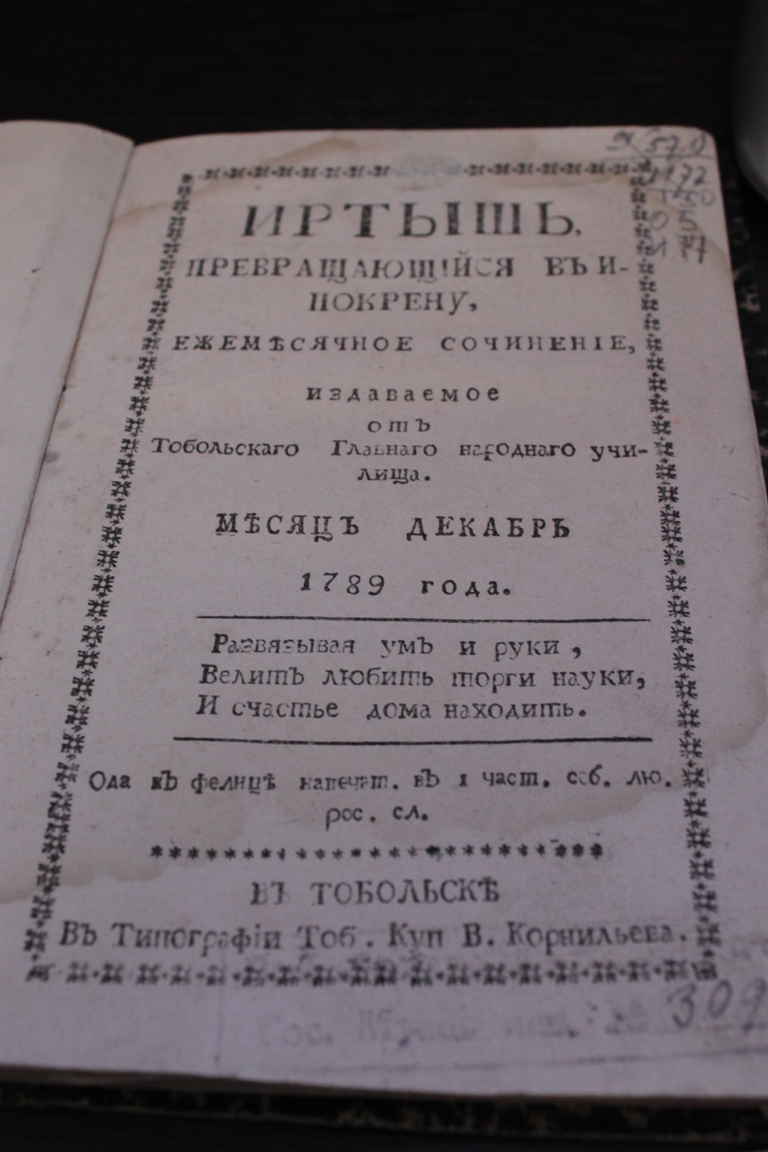 ИРТЫШЬ,
ПРЕВРАЩАЮЩІЙСЯ ВЪ И-
ПОКРЕНУ,
ЕЖЕМѢСЯЧНОЕ СОЧИНЕНІЕ,
издаваемое
отъ
Тобольскаго Главнаго народнаго учи-
лища.
МѢСЯЦЪ ДЕКАБРЬ
1789 года.
Развязывая умъ и руки,
Велитъ любить торги науки,
И счастье дома находить.
Ода къ фелицѣ напечат. въ 1 част. соб. лю.
рос. сл.
ВЪ ТОБОЛЬСКѢ
Въ Типографіи Тоб. Куп В. Корнильева.
309